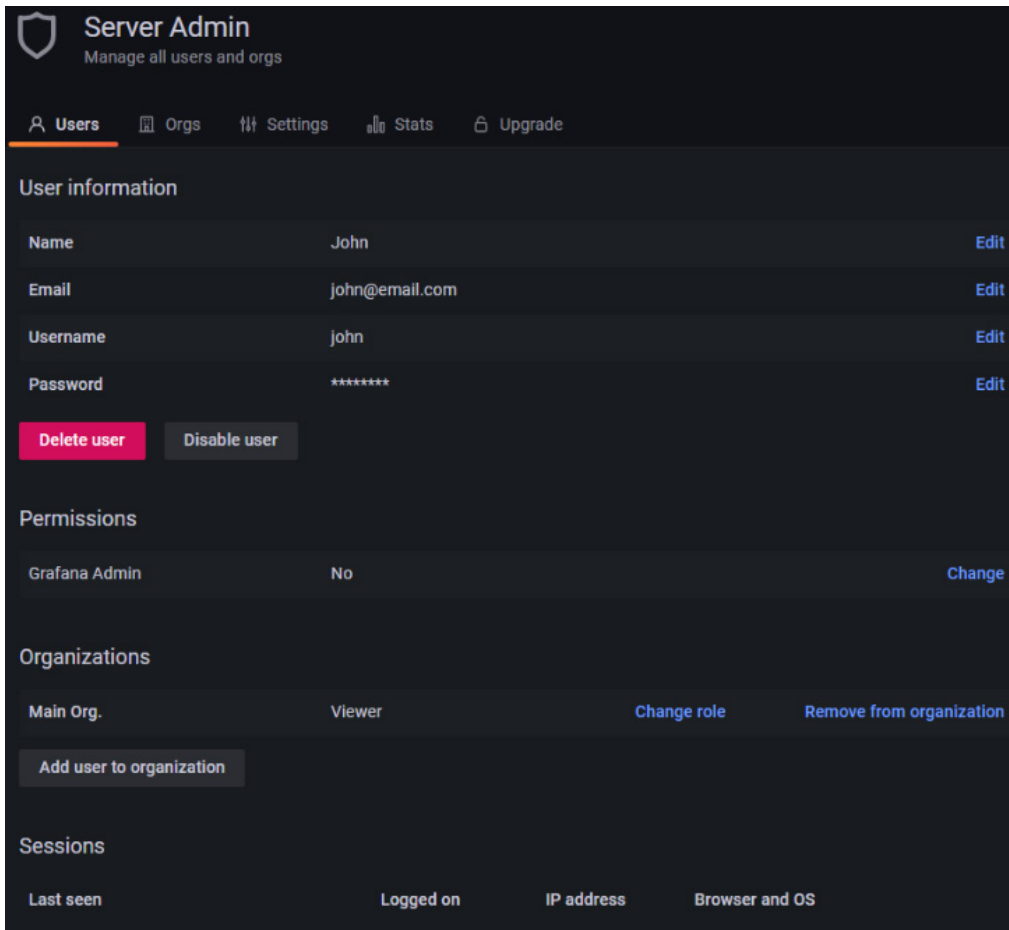 Server Admin
Manage all users and orgs
Users Orgs Settings Stats Upgrade
User information
Name John Edit
Email john@email.com Edit
Username john Edit
Password ******** Edit
Delete user Disable user
Permissions
Grafana Admin No Change
Organizations
Main Org. Viewer Change role Remove from organization
Add user to organization
Sessions
Last seen Logged on IP address Browser and OS